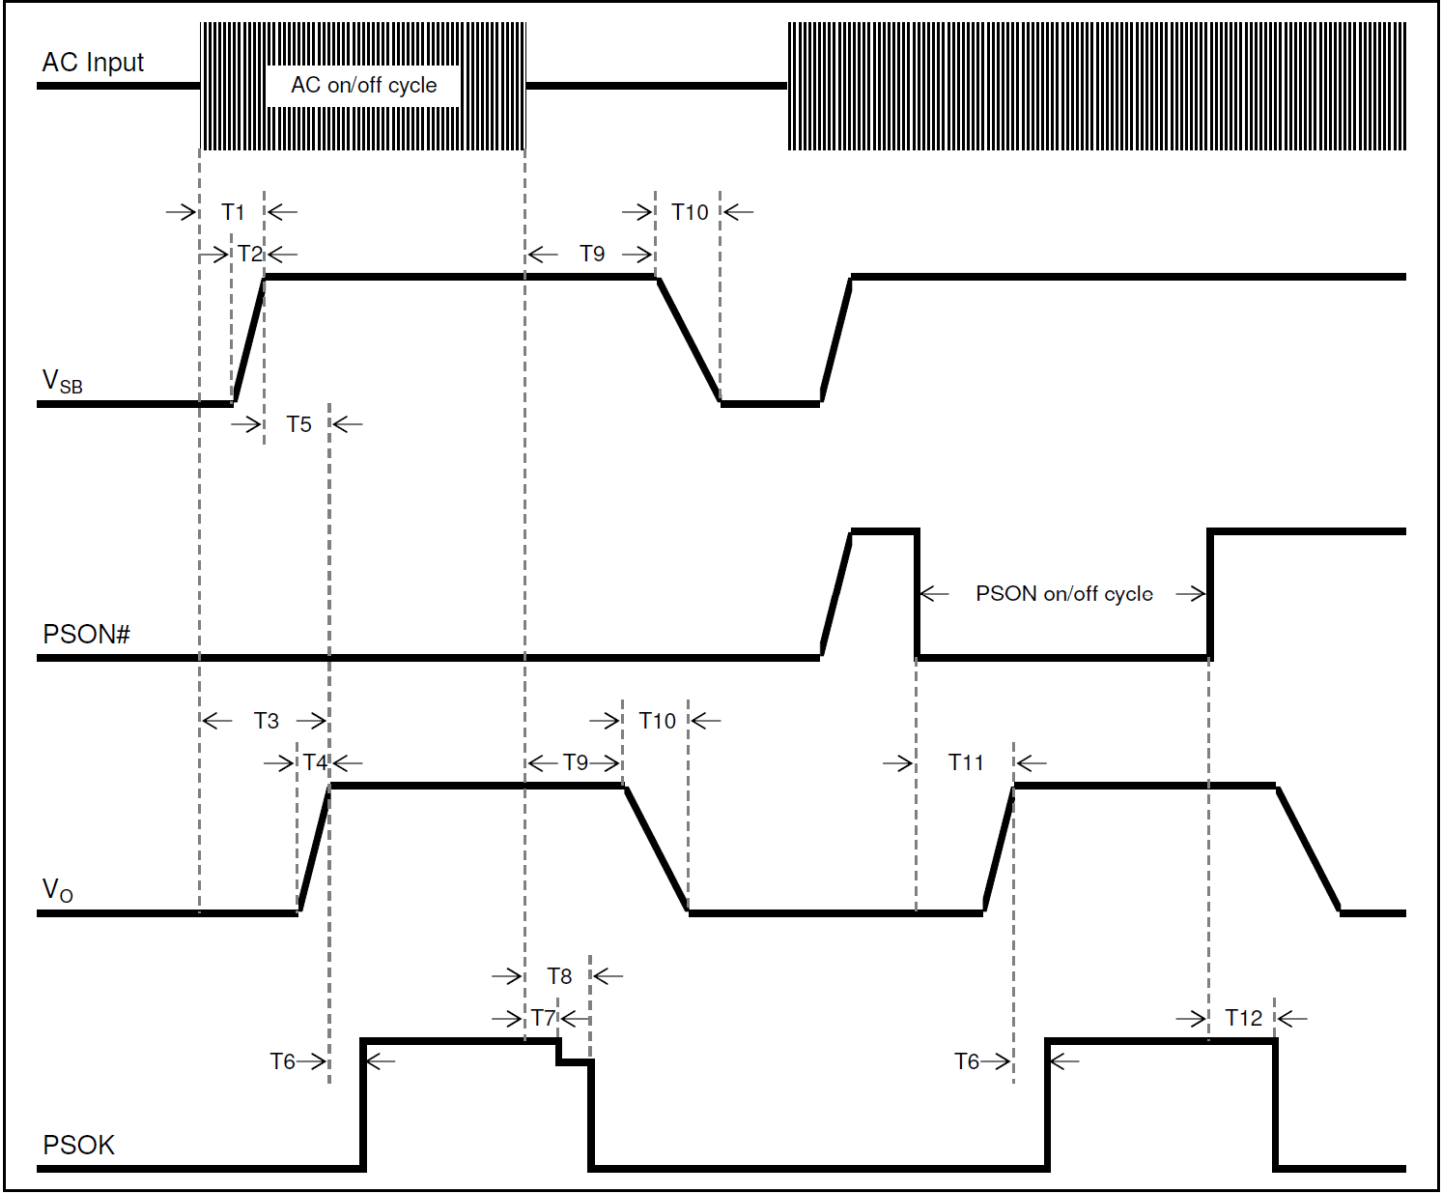 AC Input
AC on/off cycle
T1
T10
T2
T9
VSB
T5
PSON on/off cycle
PSON#
T3
T10
T4
T9
T11
VO
T8
T7
T12
T6
T6
PSOK